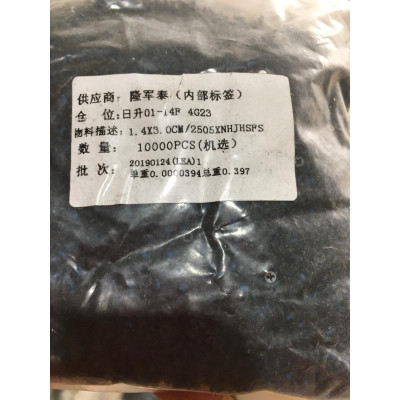 供应商: 隆军泰(内部标签)
仓 位:日升01-14F 4G23
物料描述: 1.4X3.0CM/2505XNHJHSFS
数 量: 10000PCS(机选)
批 次: 20190124(LEA)1
单重0.0000394总重0.397